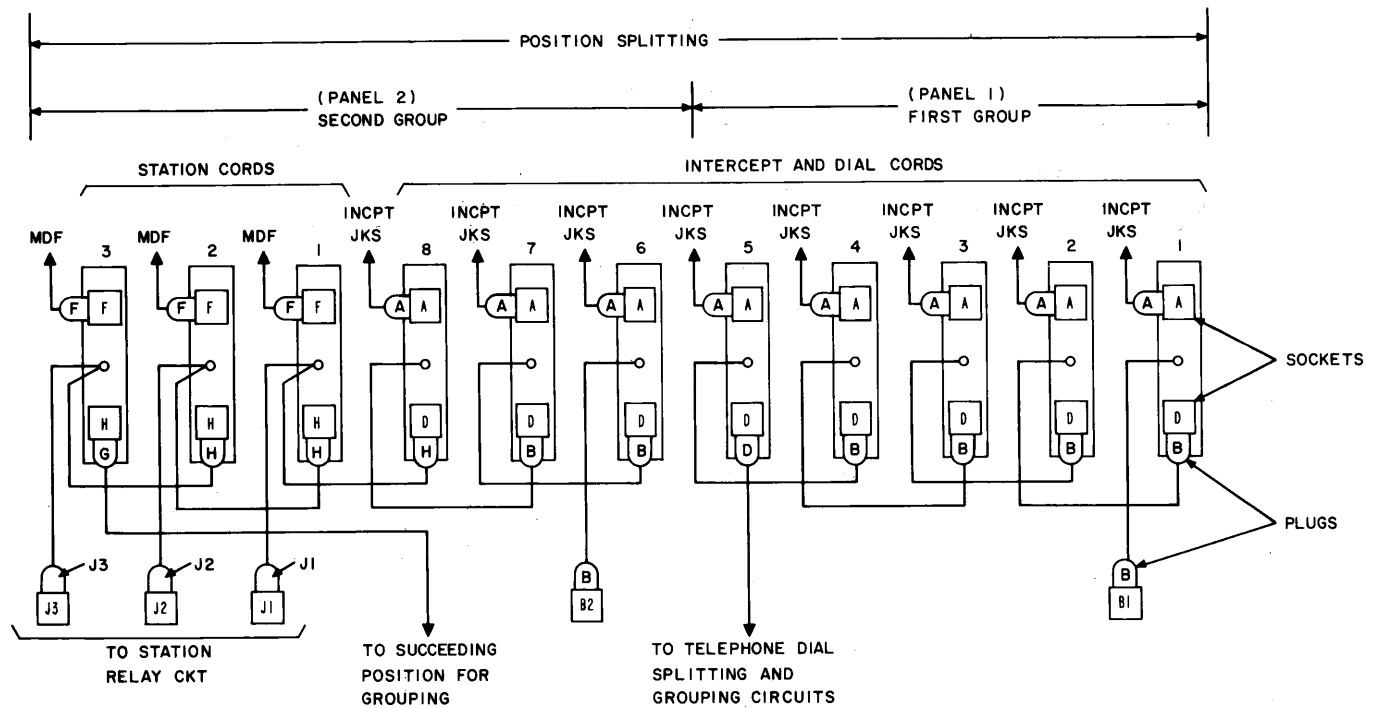 POSITION SPLITTING
(PANEL 2)
SECOND GROUP
(PANEL 1)
FIRST GROUP
STATION CORDS
INTERCEPT AND DIAL CORDS
MDF 3 MDF 2 MDF 1 INCPT JKS 8 INCPT JKS 7 INCPT JKS 6 INCPT JKS 5 INCPT JKS 4 INCPT JKS 3 INCPT JKS 2 INCPT JKS 1
F F F F F F A A A A A A A A A A A A A A A A
SOCKETS
H H H D D D D D D D D
G H H H B B D B B B B
PLUGS
J3 J2 J1 B B
J3 J2 J1 B2 B1
TO STATION
RELAY CKT
TO SUCCEEDING
POSITION FOR
GROUPING
TO TELEPHONE DIAL
SPLITTING AND
GROUPING CIRCUITS